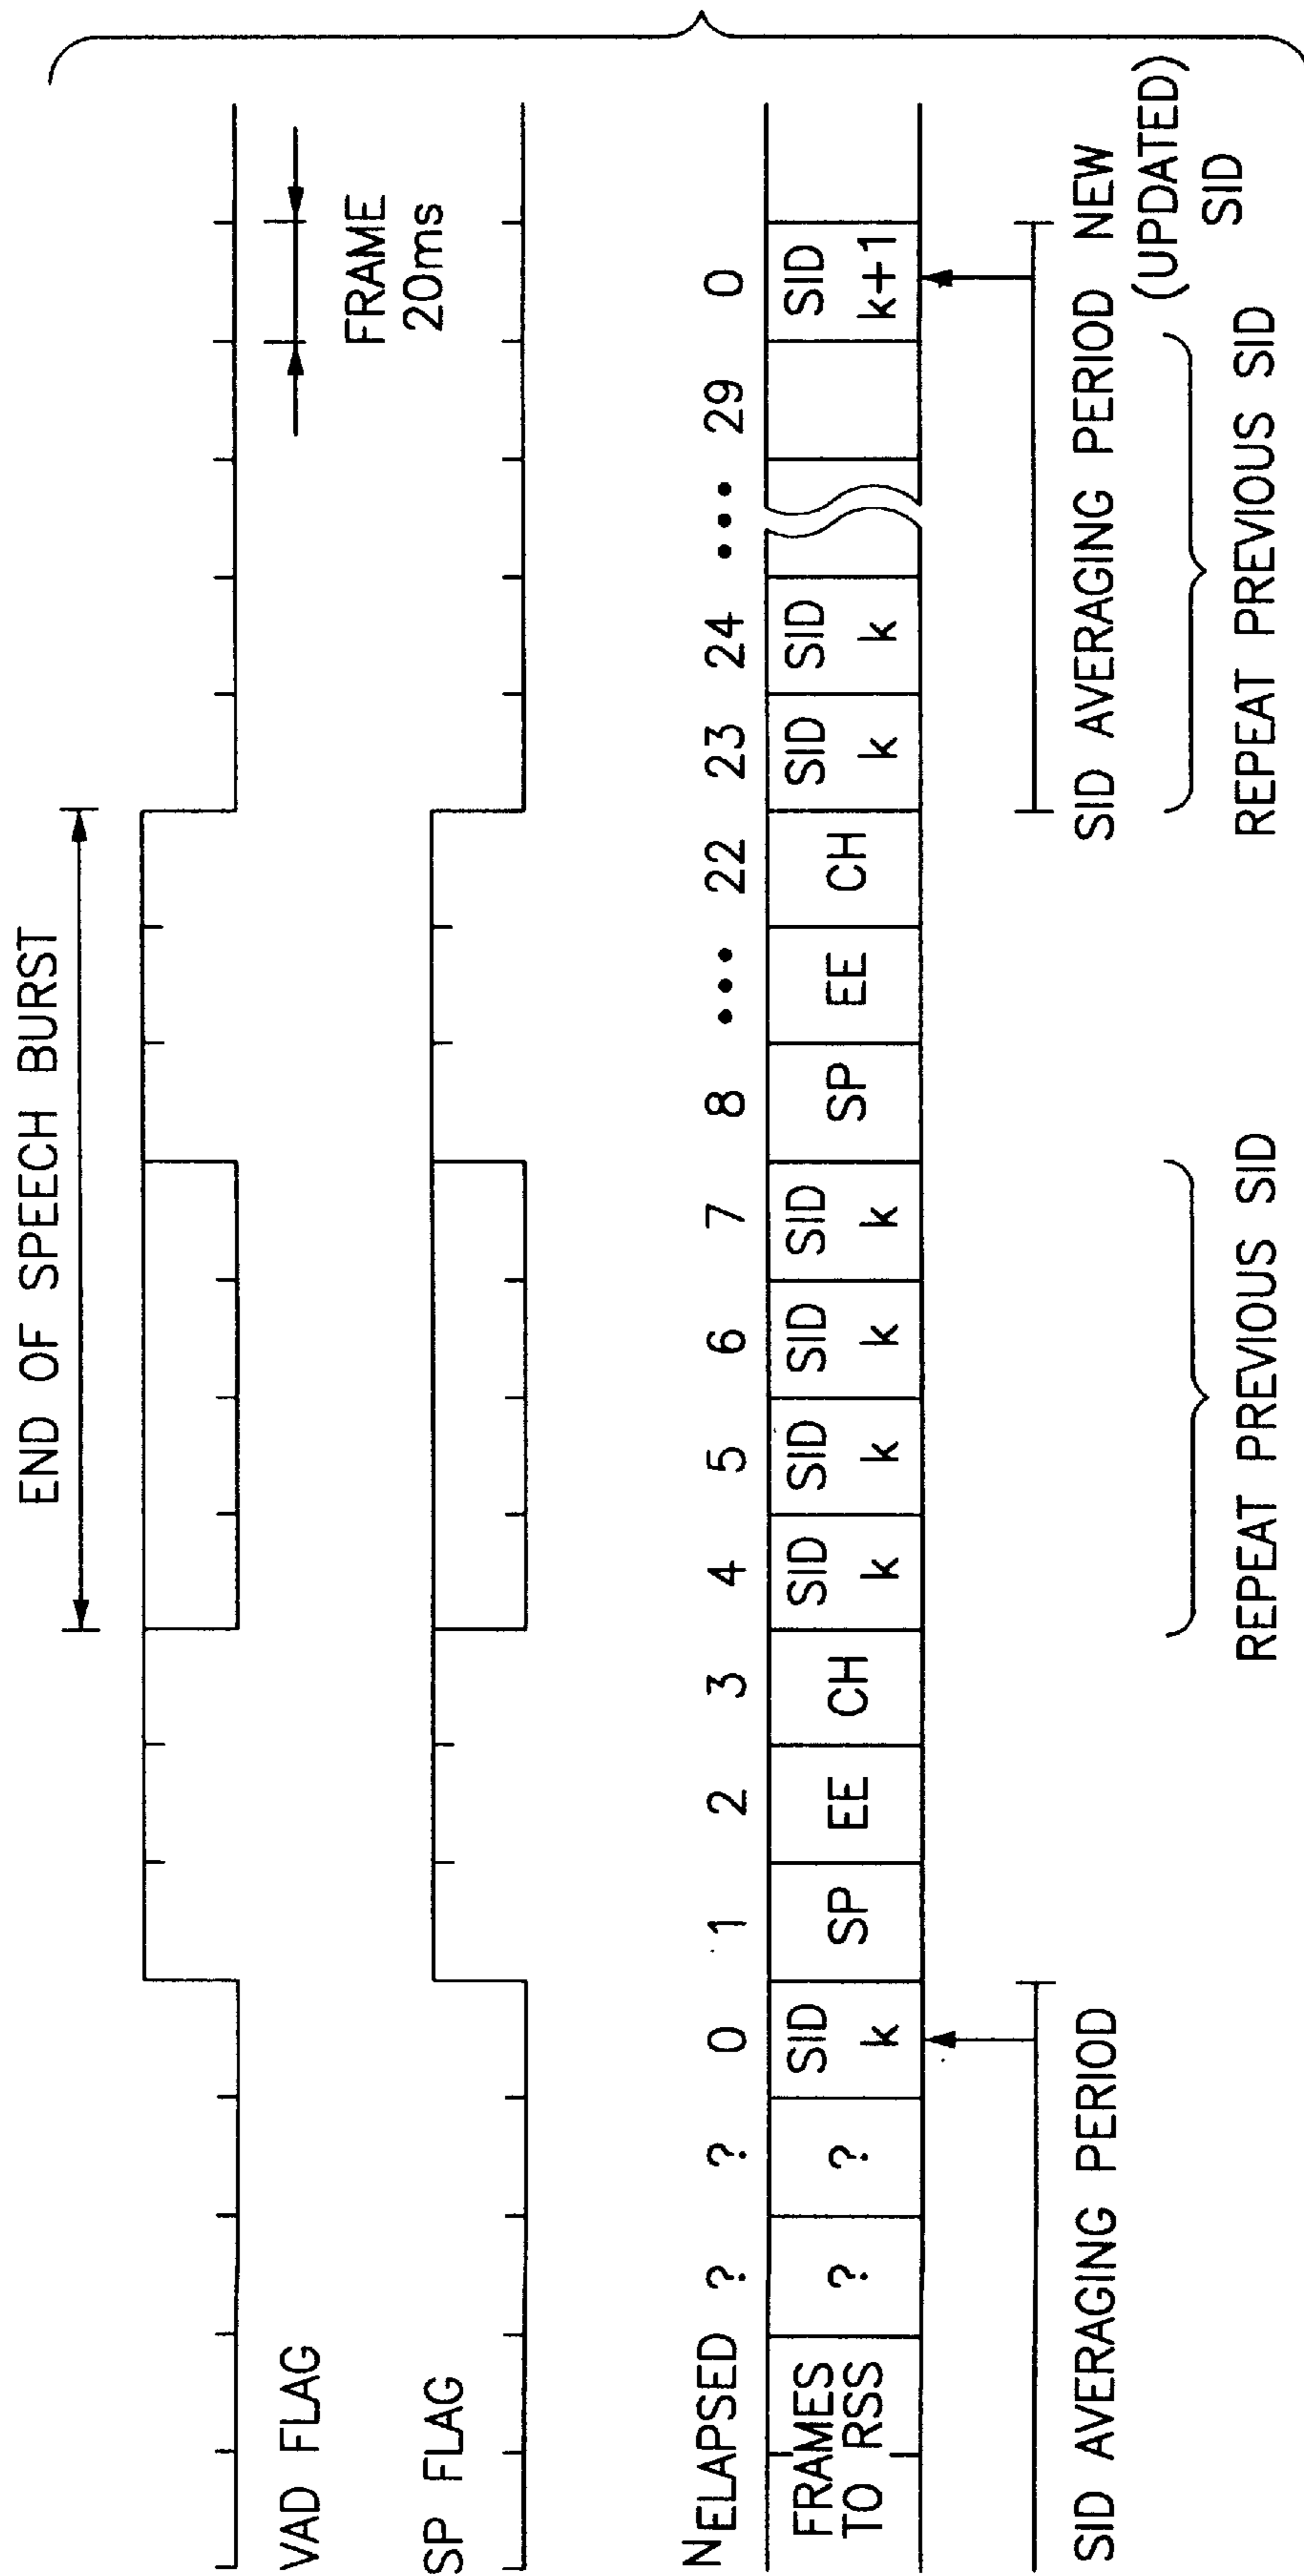 END OF SPEECH BURST
VAD FLAG
FRAME
20ms
SP FLAG
NELAPSED ? ? 0 1 2 3 4 5 6 7 8 ... 22 23 24 ... 29 0
FRAMES
TO RSS
?
?
SID
k
SP
EE
CH
SID
k
SID
k
SID
k
SID
k
SP
EE
CH
SID
k
SID
k
SID
k+1
SID AVERAGING PERIOD
SID AVERAGING PERIOD
NEW
(UPDATED)
SID
REPEAT PREVIOUS SID
REPEAT PREVIOUS SID